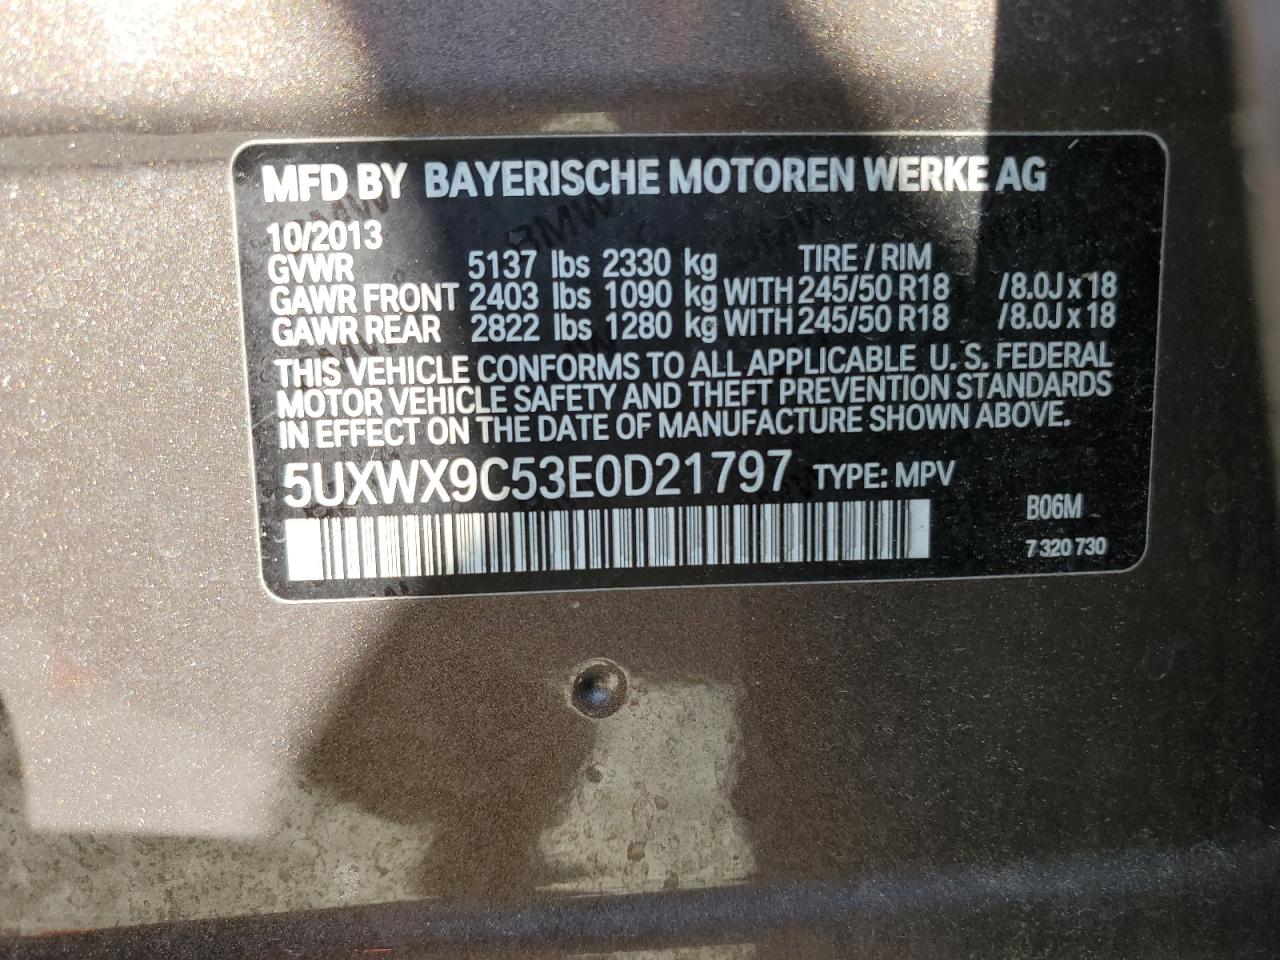 MFD BY BAYERISCHE MOTOREN WERKE AG
10/2013
GVWR 5137 lbs 2330 kg TIRE / RIM
GAWR FRONT 2403 lbs 1090 kg WITH 245/50 R18 /8.0J x 18
GAWR REAR 2822 lbs 1280 kg WITH 245/50 R18 /8.0J x 18
THIS VEHICLE CONFORMS TO ALL APPLICABLE U. S. FEDERAL
MOTOR VEHICLE SAFETY AND THEFT PREVENTION STANDARDS
IN EFFECT ON THE DATE OF MANUFACTURE SHOWN ABOVE.
5UXWX9C53E0D21797 TYPE: MPV
B06M
7 320 730